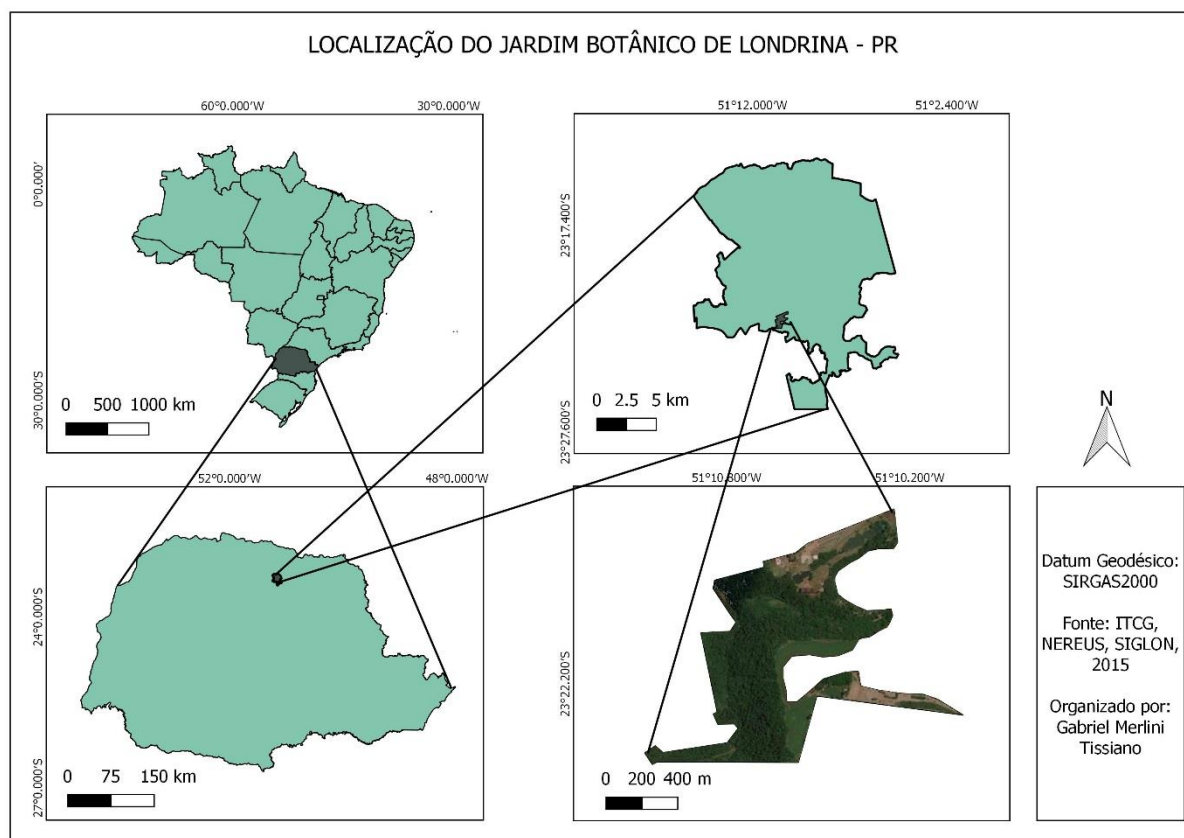 LOCALIZAÇÃO DO JARDIM BOTÂNICO DE LONDRINA - PR
60°0.000'W 30°0.000'W
0°0.000'
30°0.000'S
0 500 1000 km
51°12.000'W 51°2.400'W
23°17.400'S
23°27.600'S
0 2.5 5 km
N
52°0.000'W 48°0.000'W
24°0.000'S
27°0.000'S
0 75 150 km
51°10.800'W 51°10.200'W
23°22.200'S
0 200 400 m
Datum Geodésico:
SIRGAS2000
Fonte: ITCG,
NEREUS, SIGLON,
2015
Organizado por:
Gabriel Merlini
Tissiano